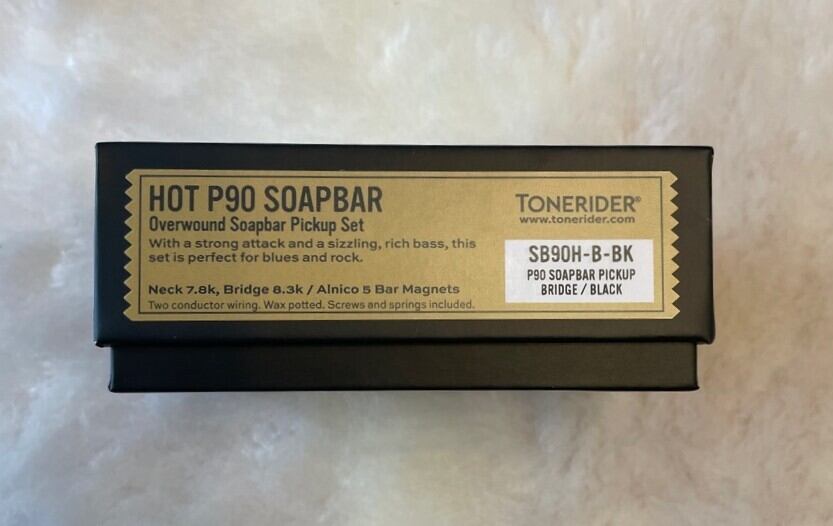 HOT P90 SOAPBAR
Overwound Soapbar Pickup Set
With a strong attack and a sizzling, rich bass, this
set is perfect for blues and rock.
Neck 7.8k, Bridge 8.3k / Alnico 5 Bar Magnets
Two conductor wiring. Wax potted. Screws and springs included.
TONERIDER®
www.tonerider.com
SB90H-B-BK
P90 SOAPBAR PICKUP
BRIDGE / BLACK